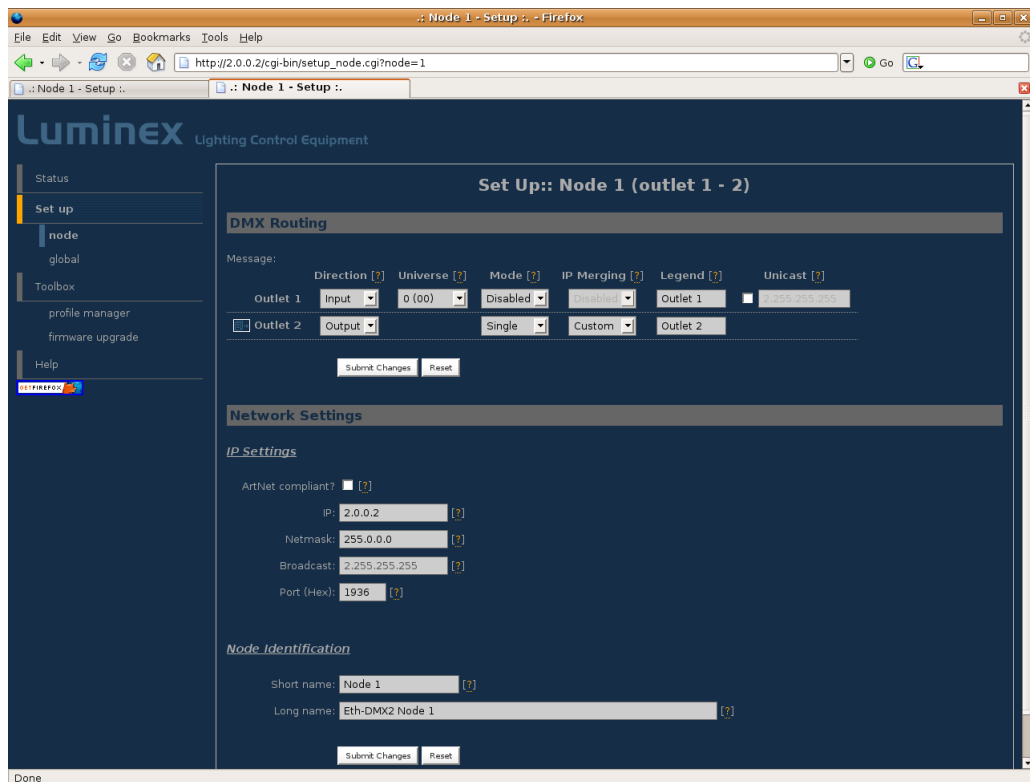 .: Node 1 - Setup :. - Firefox
File Edit View Go Bookmarks Tools Help
http://2.0.0.2/cgi-bin/setup_node.cgi?node=1 Go G
.: Node 1 - Setup :. .: Node 1 - Setup :.
Luminex Lighting Control Equipment
Status
Set up
node
global
Toolbox
profile manager
firmware upgrade
Help
GET FIREFOX
Set Up:: Node 1 (outlet 1 - 2)
DMX Routing
Message:
Direction [?] Universe [?] Mode [?] IP Merging [?] Legend [?] Unicast [?]
Outlet 1 Input 0 (00) Disabled Disabled Outlet 1 2.255.255.255
Outlet 2 Output Single Custom Outlet 2
Submit Changes Reset
Network Settings
IP Settings
ArtNet compliant? [?]
IP: 2.0.0.2 [?]
Netmask: 255.0.0.0 [?]
Broadcast: 2.255.255.255 [?]
Port (Hex): 1936 [?]
Node Identification
Short name: Node 1 [?]
Long name: Eth-DMX2 Node 1 [?]
Submit Changes Reset
Done